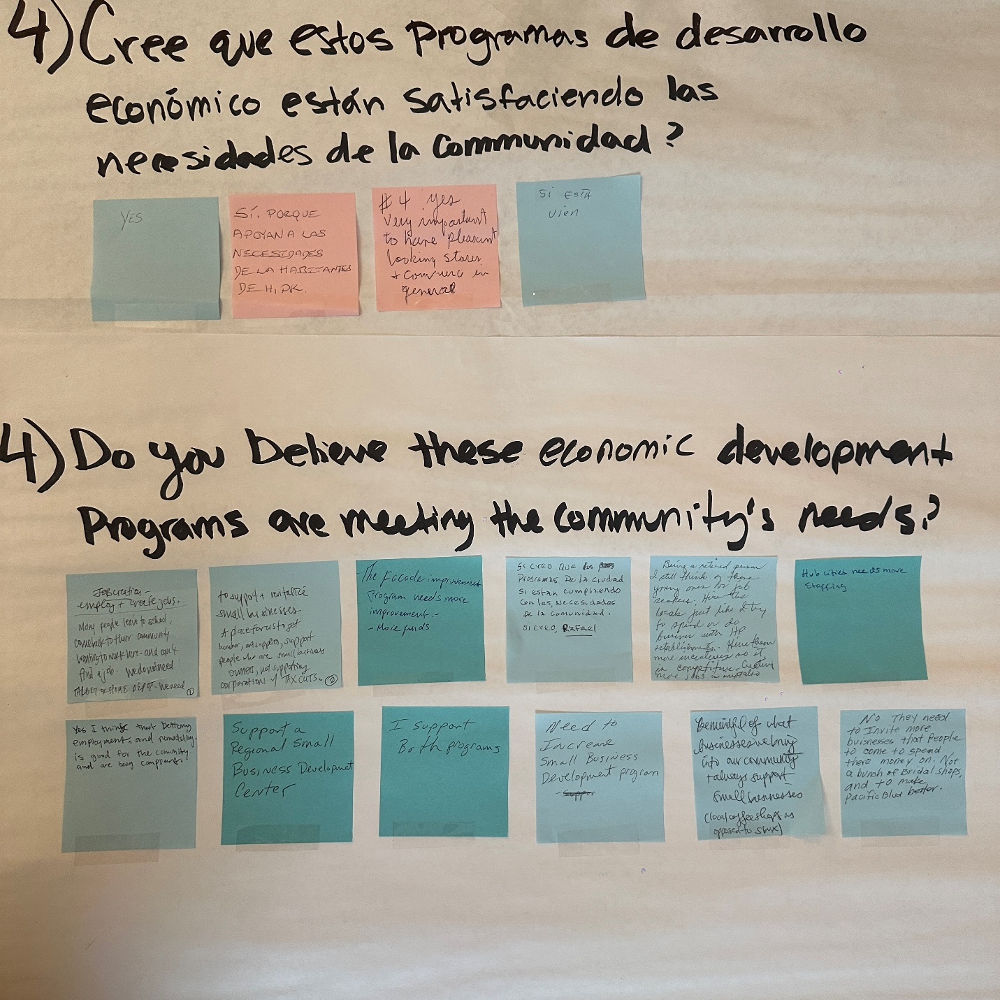 4) Cree que estos programas de desarrollo
económico están satisfaciendo las
necesidades de la communidad?
YES
SÍ. PORQUE
APOYAN A LAS
NECESIDADES
DE LA HABITANTES
DE H. PK.
#4 yes
very important
to have pleasant
looking stores
+ commerce in
general
Si ESTA
vien
4) Do you believe these economic development
Programs are meeting the community's needs?
Job creation -
employ + create jobs.
Many people leave to school,
come back to their community
wanting to work here - and can't
find a job. We do not need
TARGET or HOME DEPOT - We need ①
to support + revitalize
small businesses
A place for us to get
lumber, art supplies, support
people who are small business
owners, not supporting
corporations w/ TAX CUTS. ②
- The Facade improvement
Program needs more
improvement.-
- More funds
Si creo que los
Programas De la ciudad
si estan cumpliendo
con las, necesidades
De la comunidad.
si creo, Rafael
Being a retired person
I still think of these
young ones for job
seekers. Hire the
locals just like I try
to spend or do
business with HP
establishments. Give them
more incentives so it
is competitive. Creating
more jobs is
Hub cities needs more
staffing
Yes I think that bettering
employment, and remodeling.
is good for the comunity.
and are being
Support a
Regional Small
Business Development
Center
I support
Both programs
Need to
Increase
Small Business
Development program
- Suppor
Be mindful of what
businesses we bring
into our community
+ always support
small businesses
(local coffee shops as
opposed to sbux)
No They need
to Invite more
buisnesses that People
to come to spend
there money on. Not
a bunch of Bridal shops,
and to make
Pacific Blvd better.